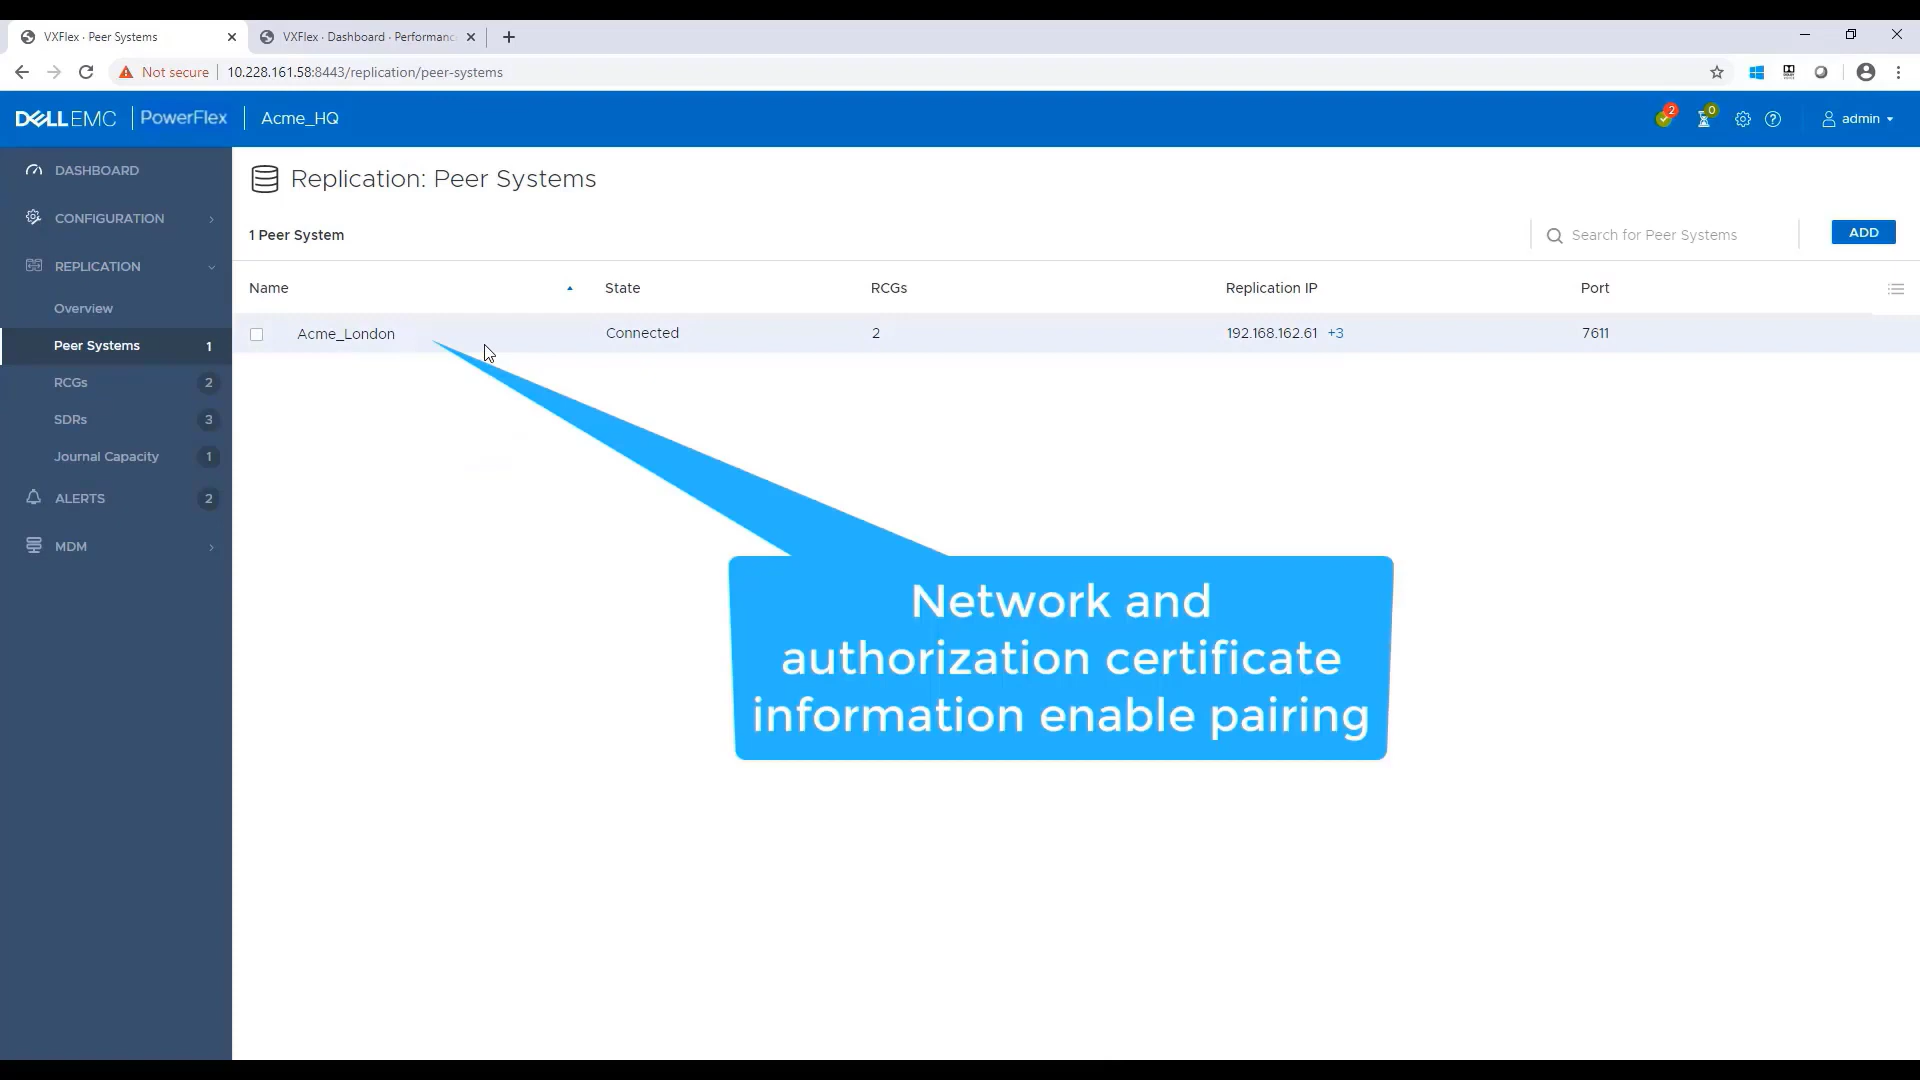 VXFlex - Peer Systems
VXFlex - Dashboard - Performanc
Not secure
10.228.161.58:8443/replication/peer-systems
DELLEMC
PowerFlex
Acme_HQ
2
0
admin
DASHBOARD
CONFIGURATION
REPLICATION
Overview
Peer Systems 1
RCGs 2
SDRs 3
Journal Capacity 1
ALERTS 2
MDM
Replication: Peer Systems
1 Peer System
Search for Peer Systems
ADD
Name State RCGs Replication IP Port
Acme_London Connected 2 192.168.162.61 +3 7611
Network and
authorization certificate
information enable pairing